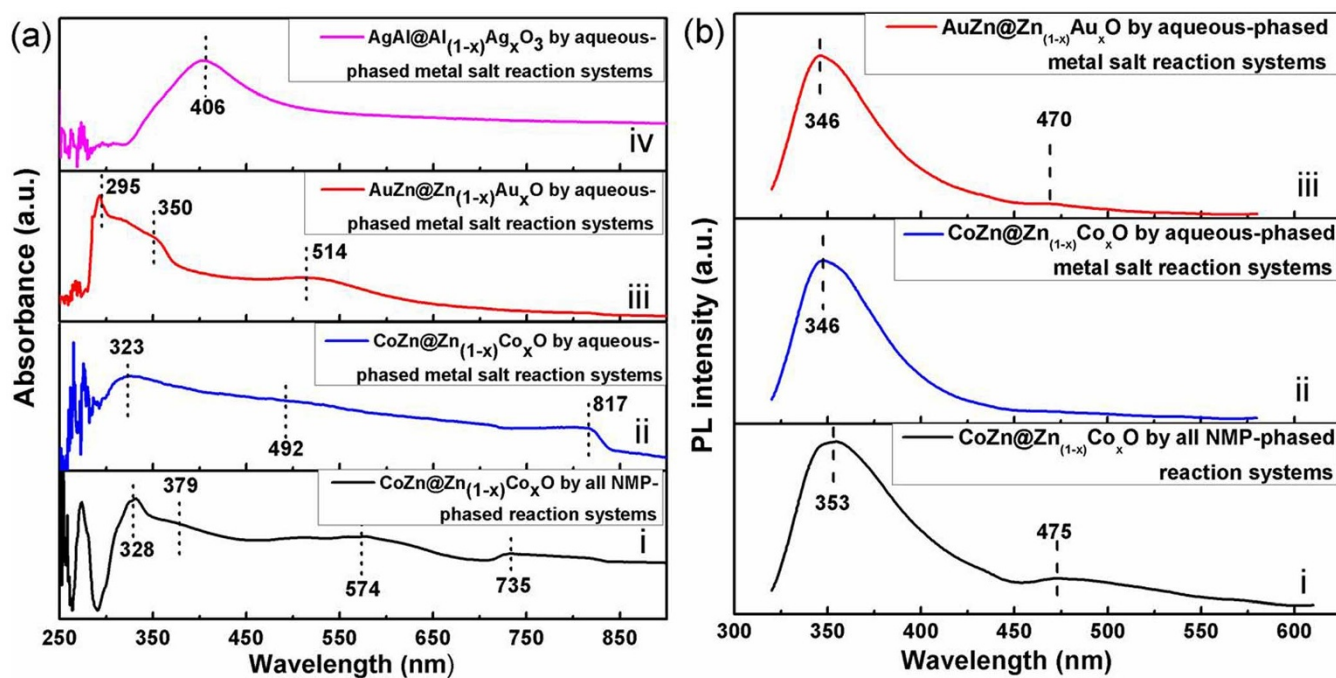 (a)
AgAl@Al(1-x)AgxO3 by aqueous-
phased metal salt reaction systems
406
iv
295
350
514
AuZn@Zn(1-x)AuxO by aqueous-
phased metal salt reaction systems
iii
323
492
817
CoZn@Zn(1-x)CoxO by aqueous-
phased metal salt reaction systems
ii
328
379
574
735
CoZn@Zn(1-x)CoxO by all NMP-
phased reaction systems
i
250 350 450 550 650 750 850
Wavelength (nm)
Absorbance (a.u.)
(b)
AuZn@Zn(1-x)AuxO by aqueous-phased
metal salt reaction systems
346
470
iii
CoZn@Zn(1-x)CoxO by aqueous-phased
metal salt reaction systems
346
ii
CoZn@Zn(1-x)CoxO by all NMP-phased
reaction systems
353
475
i
300 350 400 450 500 550 600
Wavelength (nm)
PL intensity (a.u.)